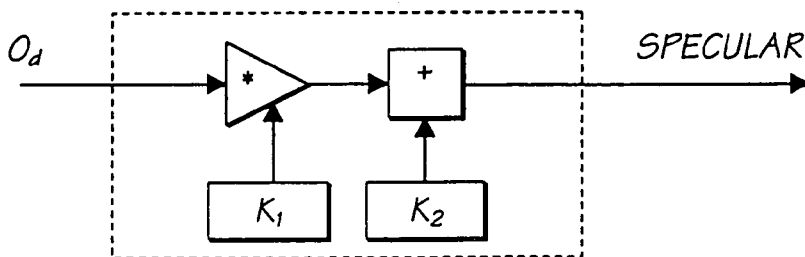 O_d
SPECULAR
*
+
K_1
K_2